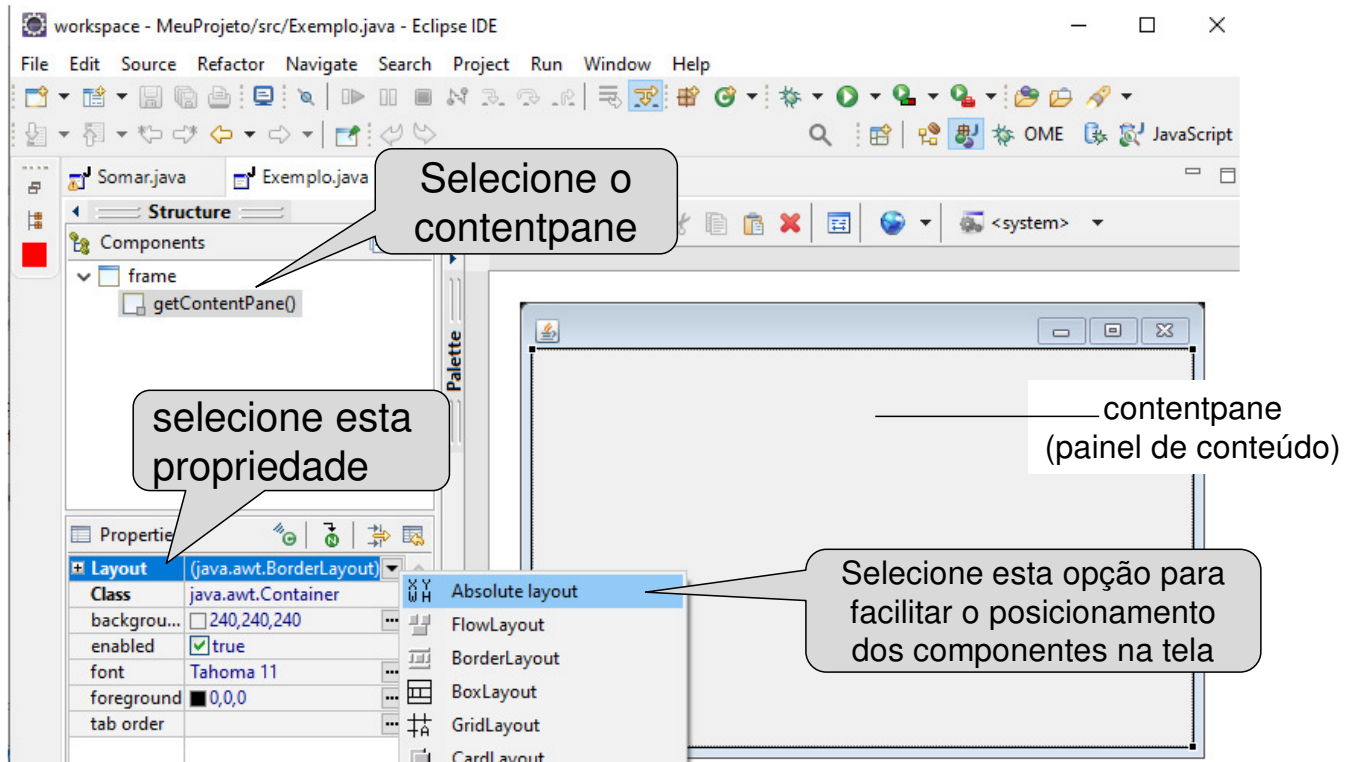 workspace - MeuProjeto/src/Exemplo.java - Eclipse IDE
File Edit Source Refactor Navigate Search Project Run Window Help
OME JavaScript
Somar.java Exemplo.java
Selecione o
contentpane
Structure
<system>
Components
frame
getContentPane()
Palette
contentpane
(painel de conteúdo)
selecione esta
propriedade
Propertie
Layout (java.awt.BorderLayout)
Class java.awt.Container
backgrou... 240,240,240
enabled true
font Tahoma 11
foreground 0,0,0
tab order
Absolute layout
FlowLayout
BorderLayout
BoxLayout
GridLayout
CardLayout
Selecione esta opção para
facilitar o posicionamento
dos componentes na tela